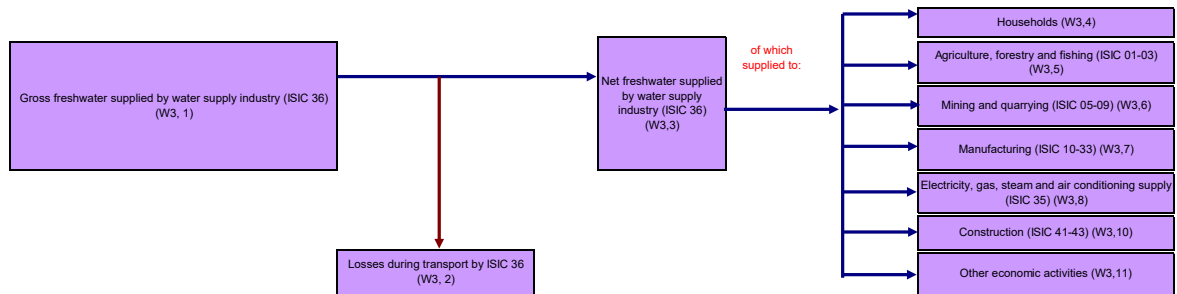 Gross freshwater supplied by water supply industry (ISIC 36)
(W3, 1)
Losses during transport by ISIC 36
(W3, 2)
Net freshwater supplied
by water supply
industry (ISIC 36)
(W3,3)
of which
supplied to:
Households (W3,4)
Agriculture, forestry and fishing (ISIC 01-03)
(W3,5)
Mining and quarrying (ISIC 05-09) (W3,6)
Manufacturing (ISIC 10-33) (W3,7)
Electricity, gas, steam and air conditioning supply
(ISIC 35) (W3,8)
Construction (ISIC 41-43) (W3,10)
Other economic activities (W3,11)